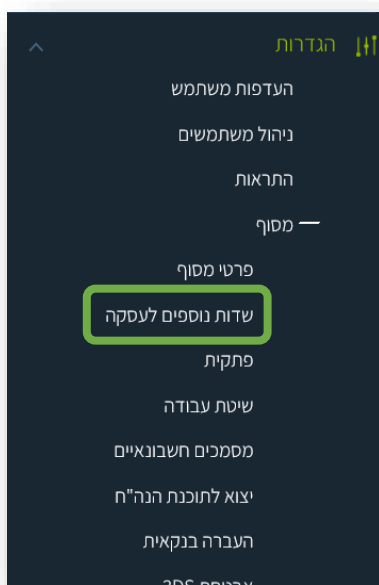 הגדרות
העדפות משתמש
ניהול משתמשים
התראות
מסוף
פרטי מסוף
שדות נוספים לעסקה
פתקית
שיטת עבודה
מסמכים חשבונאיים
יצוא לתוכנת הנה"ח
העברה בנקאית